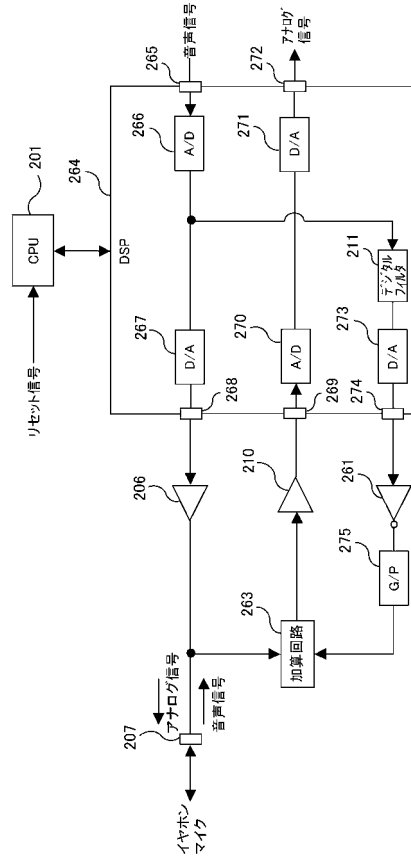 リセット信号
CPU
201
264
DSP
音声信号
265
266
A/D
267
D/A
268
206
アナログ信号
音声信号
207
イヤホン
マイク
アナログ
信号
272
271
D/A
270
A/D
269
210
263
加算回路
211
デジタル
フィルタ
273
D/A
274
261
275
G/P